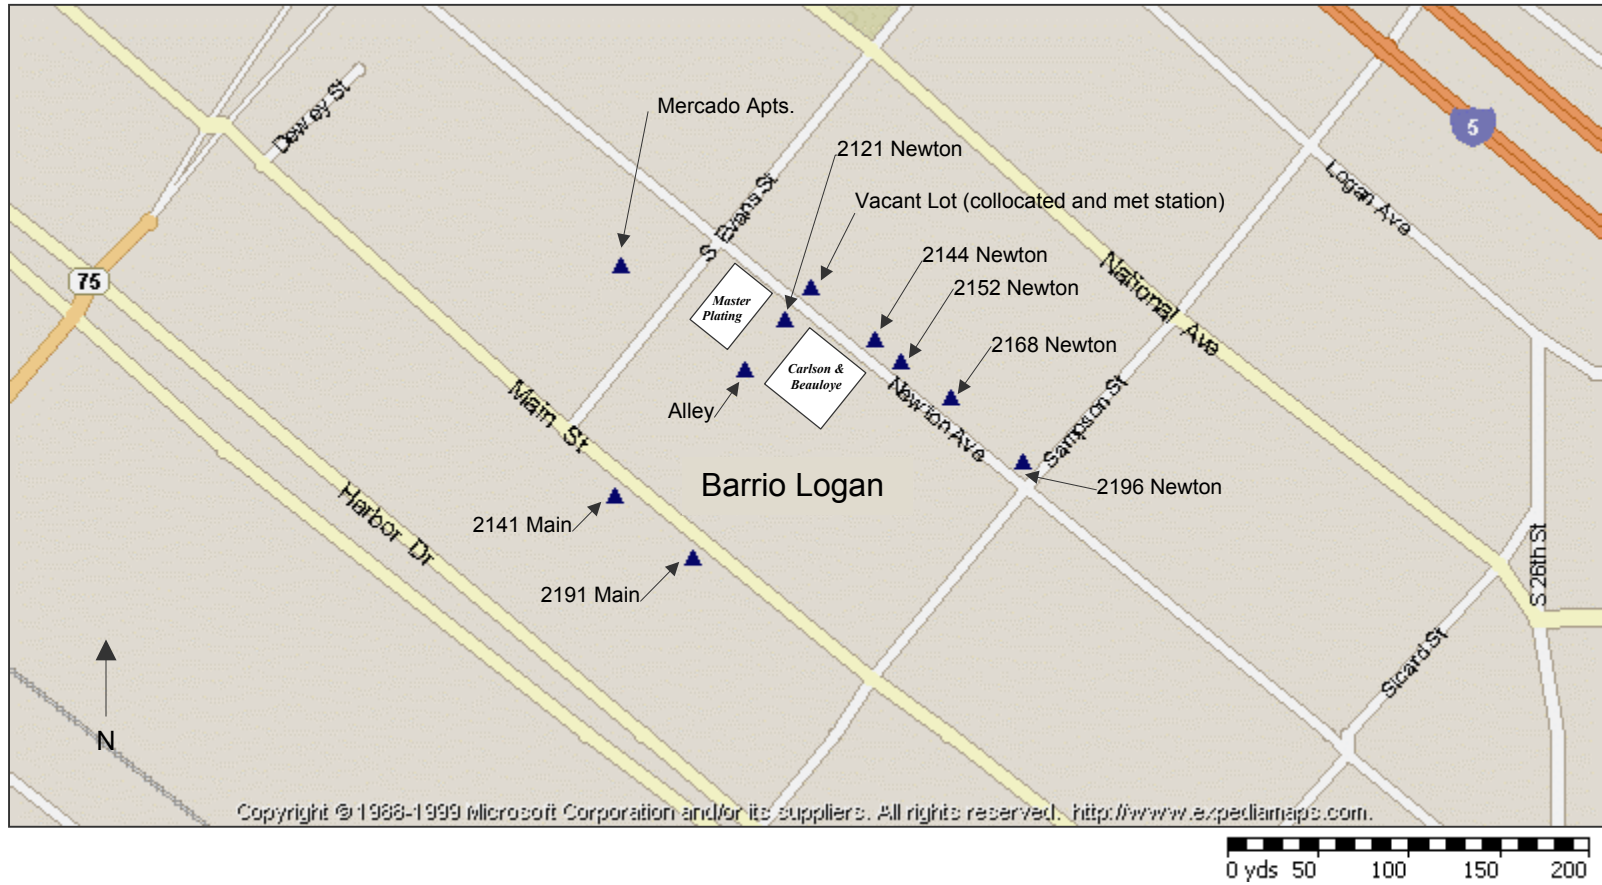 Dewey St
Mercado Apts.
2121 Newton
5
Vacant Lot (collocated and met station)
Logan Ave
S Evans St
2144 Newton
National Ave
75
2152 Newton
Master
Plating
2168 Newton
Carlson &
Beauloye
Alley
Newton Ave
Sampson St
Main St
Barrio Logan
2196 Newton
2141 Main
Harbor Dr
2191 Main
S 26th St
Sicard St
N
Copyright © 1988-1999 Microsoft Corporation and/or its suppliers. All rights reserved. http://www.expediamaps.com.
0 yds 50 100 150 200